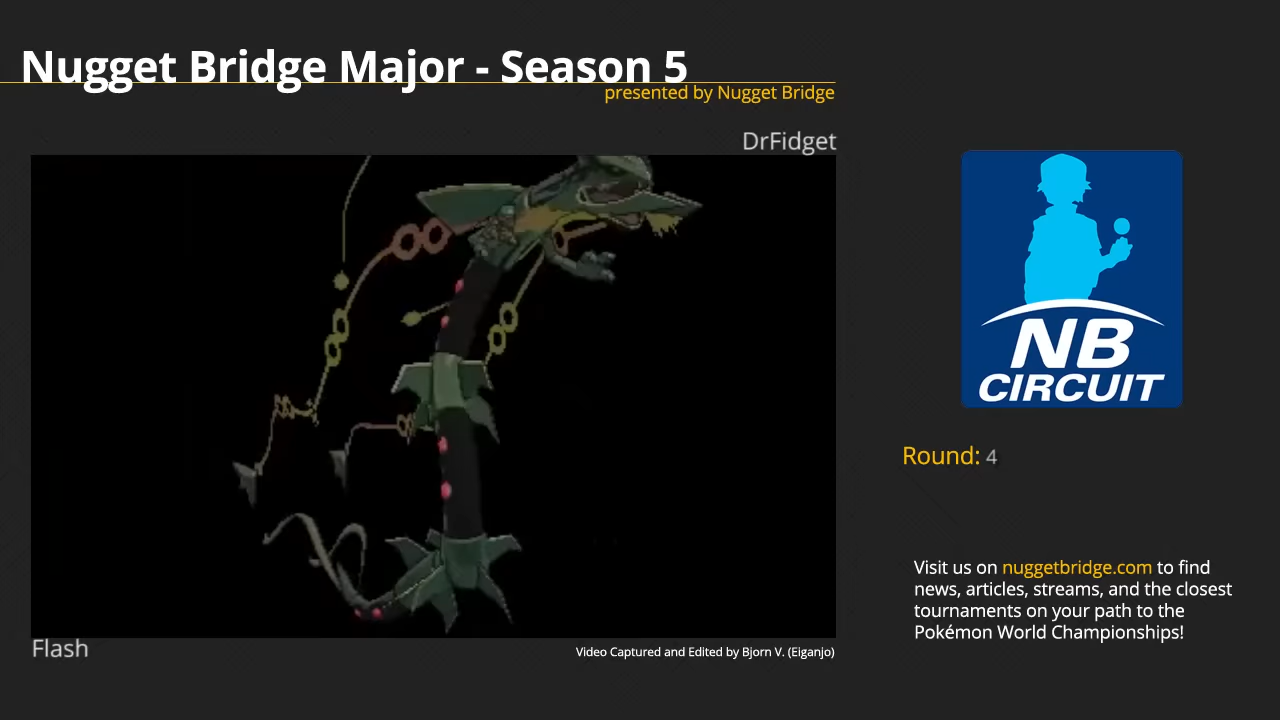 Nugget Bridge Major - Season 5
presented by Nugget Bridge
DrFidget
NB
CIRCUIT
Round: 4
Visit us on nuggetbridge.com to find
news, articles, streams, and the closest
tournaments on your path to the
Pokémon World Championships!
Flash
Video Captured and Edited by Bjorn V. (Eiganjo)